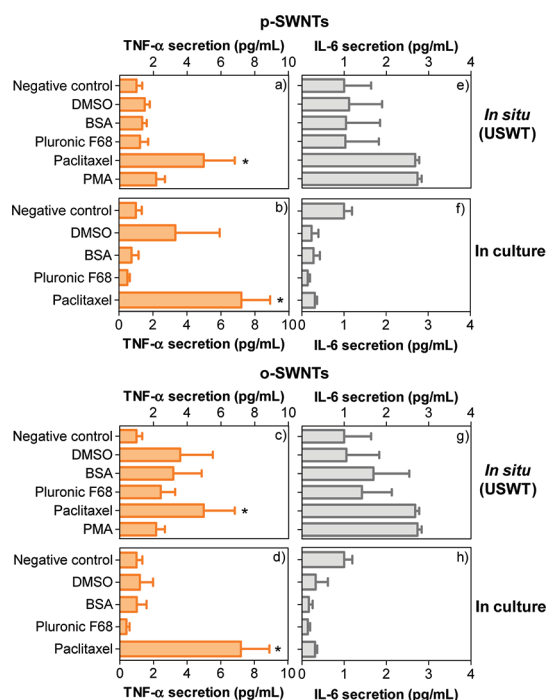 p-SWNTs
TNF-α secretion (pg/mL) IL-6 secretion (pg/mL)
2 4 6 8 10 1 2 3 4
Negative control a) e)
DMSO
BSA
Pluronic F68
Paclitaxel *
PMA
In situ
(USWT)
Negative control b) f)
DMSO
BSA
Pluronic F68
Paclitaxel *
In culture
0 2 4 6 8 10 0 1 2 3 4
TNF-α secretion (pg/mL) IL-6 secretion (pg/mL)
o-SWNTs
TNF-α secretion (pg/mL) IL-6 secretion (pg/mL)
2 4 6 8 10 1 2 3 4
Negative control c) g)
DMSO
BSA
Pluronic F68
Paclitaxel *
PMA
In situ
(USWT)
Negative control d) h)
DMSO
BSA
Pluronic F68
Paclitaxel *
In culture
0 2 4 6 8 10 0 1 2 3 4
TNF-α secretion (pg/mL) IL-6 secretion (pg/mL)